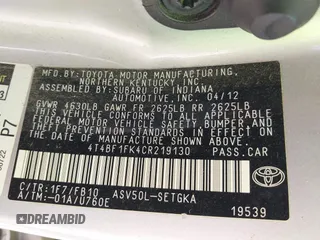 MFD. BY:TOYOTA MOTOR MANUFACTURING,
NORTHERN KENTUCKY, INC.
ASSEMBLED BY: SUBARU OF INDIANA
AUTOMOTIVE, INC. 04/12
GVWR 4630LB GAWR FR 2625LB RR 2625LB
THIS VEHICLE CONFORMS TO ALL APPLICABLE
FEDERAL MOTOR VEHICLE SAFETY, BUMPER, AND
THEFT PREVENTION STANDARDS IN EFFECT ON
THE DATE OF MANUFACTURE SHOWN ABOVE.
4T4BF1FK4CR219130 PASS.CAR
C/TR:1F7/FB10 ASV50L-SETGKA
A/TM:-01A/U760E
TOYOTA
19539
P7
© AUTOBIDMASTER